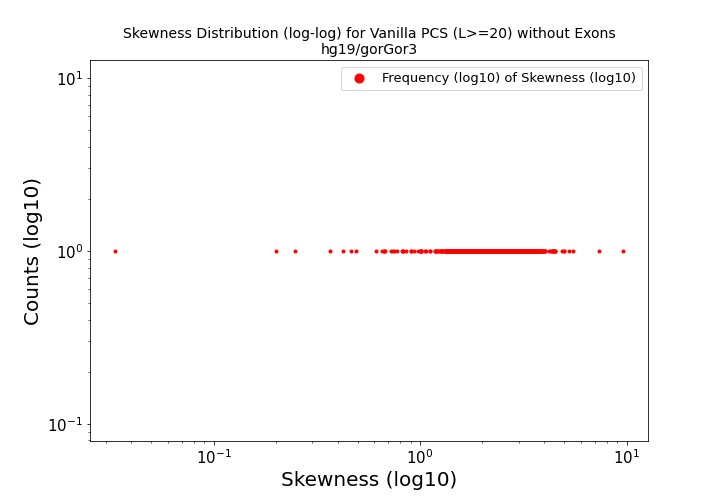 Skewness Distribution (log-log) for Vanilla PCS (L>=20) without Exons
hg19/gorGor3
Frequency (log10) of Skewness (log10)
Counts (log10)
10¹
10⁰
10⁻¹
10⁻¹
10⁰
10¹
Skewness (log10)